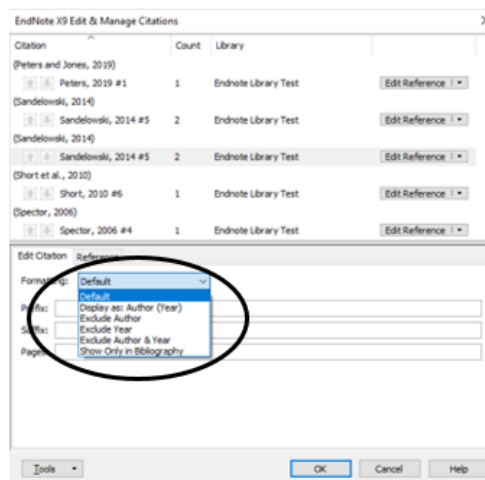 EndNote X9 Edit & Manage Citations
Citation Count Library
(Peters and Jones, 2019)
Peters, 2019 #1 1 Endnote Library Test Edit Reference
(Sandelowski, 2014)
Sandelowski, 2014 #5 2 Endnote Library Test Edit Reference
(Sandelowski, 2014)
Sandelowski, 2014 #5 2 Endnote Library Test Edit Reference
(Short et al., 2010)
Short, 2010 #6 1 Endnote Library Test Edit Reference
(Spector, 2006)
Spector, 2006 #4 1 Endnote Library Test Edit Reference
Edit Citation Reference
Formatting: Default
Default
Prefix: Display as: Author (Year)
Exclude Author
Suffix: Exclude Year
Exclude Author & Year
Pages Show Only in Bibliography
Tools OK Cancel Help